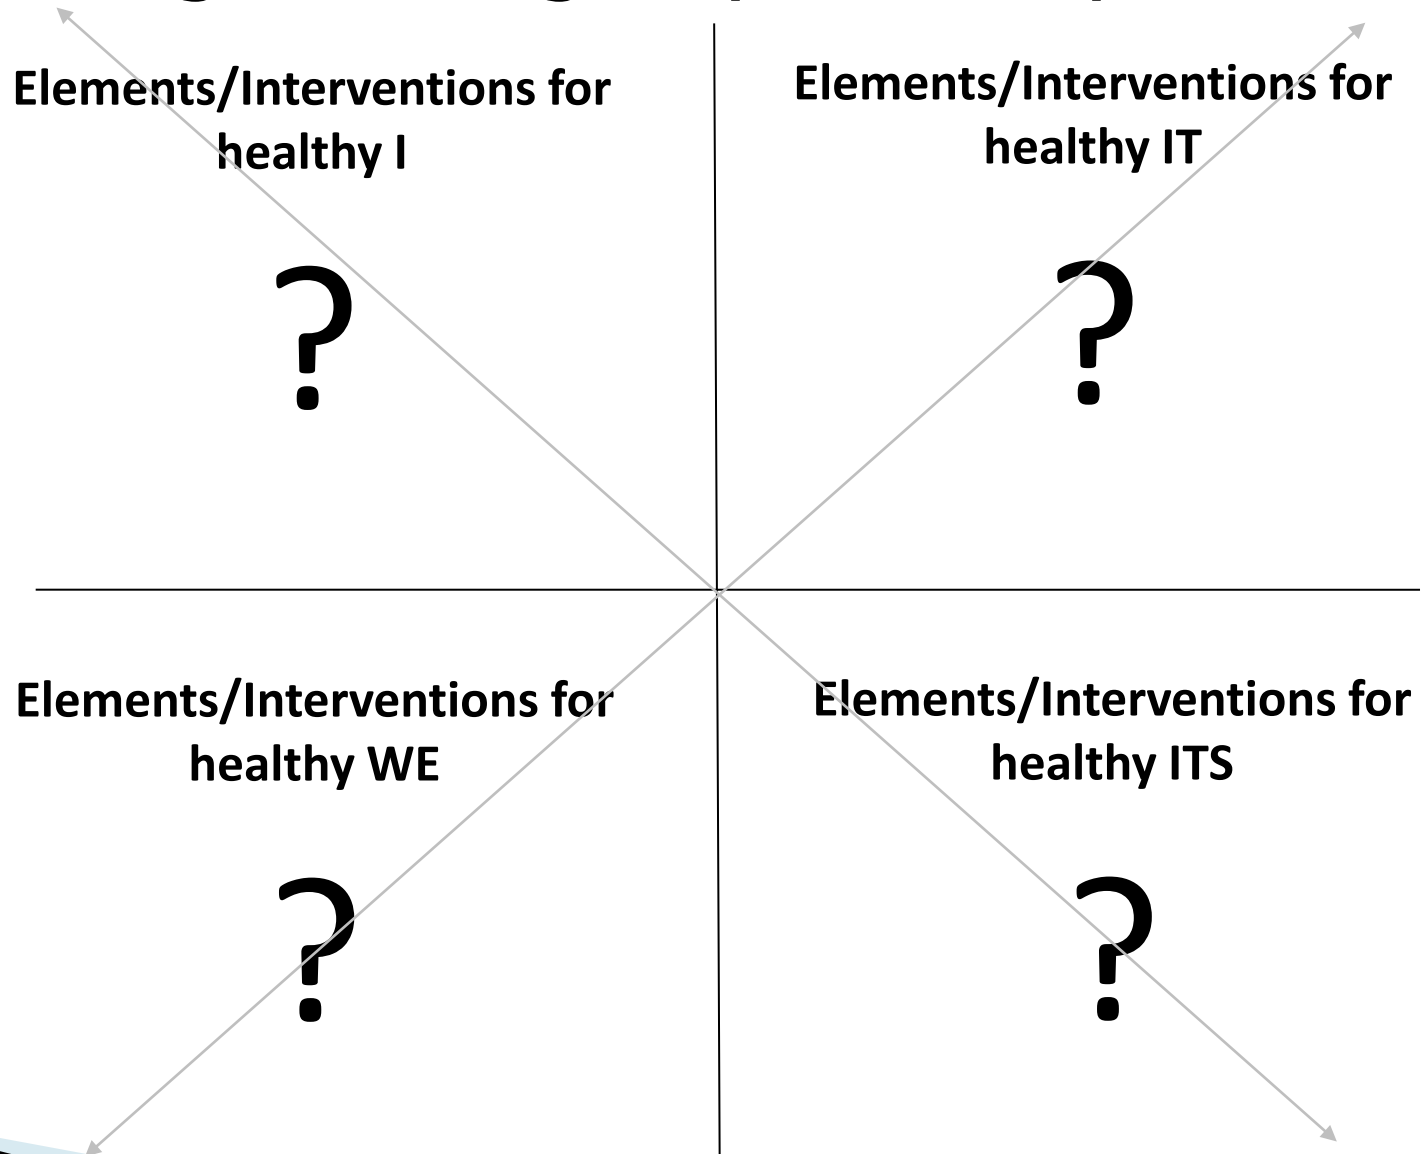 Elements/Interventions for
healthy I
?
Elements/Interventions for
healthy IT
?
Elements/Interventions for
healthy WE
?
Elements/Interventions for
healthy ITS
?